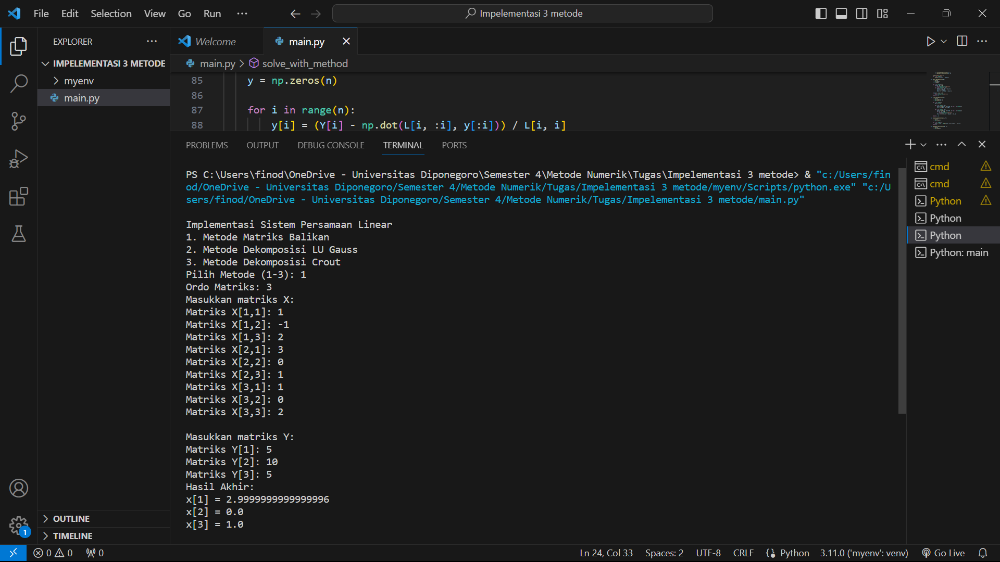 File Edit Selection View Go Run ···
Impelementasi 3 metode
EXPLORER
IMPELEMENTASI 3 METODE
myenv
main.py
OUTLINE
TIMELINE
Welcome
main.py
main.py > solve_with_method
85 y = np.zeros(n)
86
87 for i in range(n):
88 y[i] = (Y[i] - np.dot(L[i, :i], y[:i])) / L[i, i]
PROBLEMS OUTPUT DEBUG CONSOLE TERMINAL PORTS
PS C:\Users\finod\OneDrive - Universitas Diponegoro\Semester 4\Metode Numerik\Tugas\Impelementasi 3 metode> & "c:/Users/fin
od/OneDrive - Universitas Diponegoro/Semester 4/Metode Numerik/Tugas/Impelementasi 3 metode/myenv/Scripts/python.exe" "c:/U
sers/finod/OneDrive - Universitas Diponegoro/Semester 4/Metode Numerik/Tugas/Impelementasi 3 metode/main.py"
Implementasi Sistem Persamaan Linear
1. Metode Matriks Balikan
2. Metode Dekomposisi LU Gauss
3. Metode Dekomposisi Crout
Pilih Metode (1-3): 1
Ordo Matriks: 3
Masukkan matriks X:
Matriks X[1,1]: 1
Matriks X[1,2]: -1
Matriks X[1,3]: 2
Matriks X[2,1]: 3
Matriks X[2,2]: 0
Matriks X[2,3]: 1
Matriks X[3,1]: 1
Matriks X[3,2]: 0
Matriks X[3,3]: 2
Masukkan matriks Y:
Matriks Y[1]: 5
Matriks Y[2]: 10
Matriks Y[3]: 5
Hasil Akhir:
x[1] = 2.9999999999999996
x[2] = 0.0
x[3] = 1.0
cmd
cmd
Python
Python
Python
Python: main
1
0 0 0
Ln 24, Col 33 Spaces: 2 UTF-8 CRLF Python 3.11.0 ('myenv': venv) Go Live